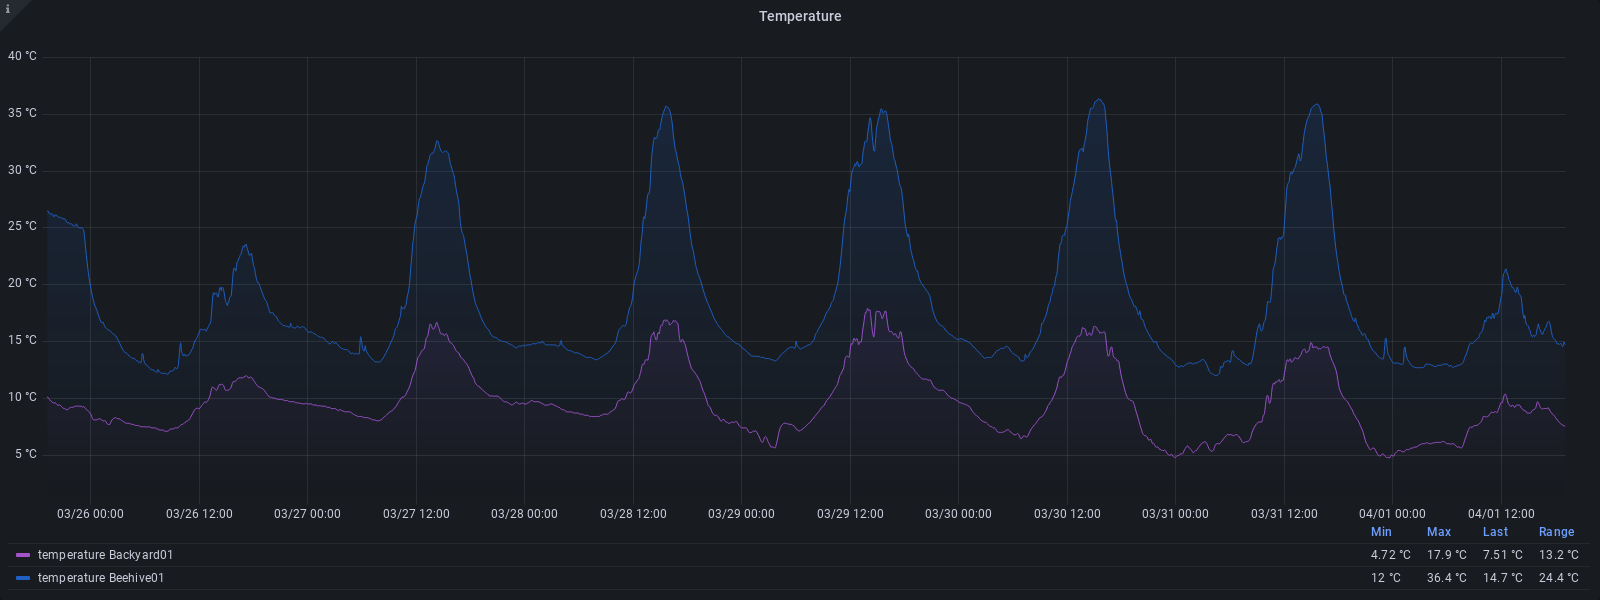 i
Temperature
40 °C
35 °C
30 °C
25 °C
20 °C
15 °C
10 °C
5 °C
03/26 00:00 03/26 12:00 03/27 00:00 03/27 12:00 03/28 00:00 03/28 12:00 03/29 00:00 03/29 12:00 03/30 00:00 03/30 12:00 03/31 00:00 03/31 12:00 04/01 00:00 04/01 12:00
Min Max Last Range
temperature Backyard01 4.72 °C 17.9 °C 7.51 °C 13.2 °C
temperature Beehive01 12 °C 36.4 °C 14.7 °C 24.4 °C